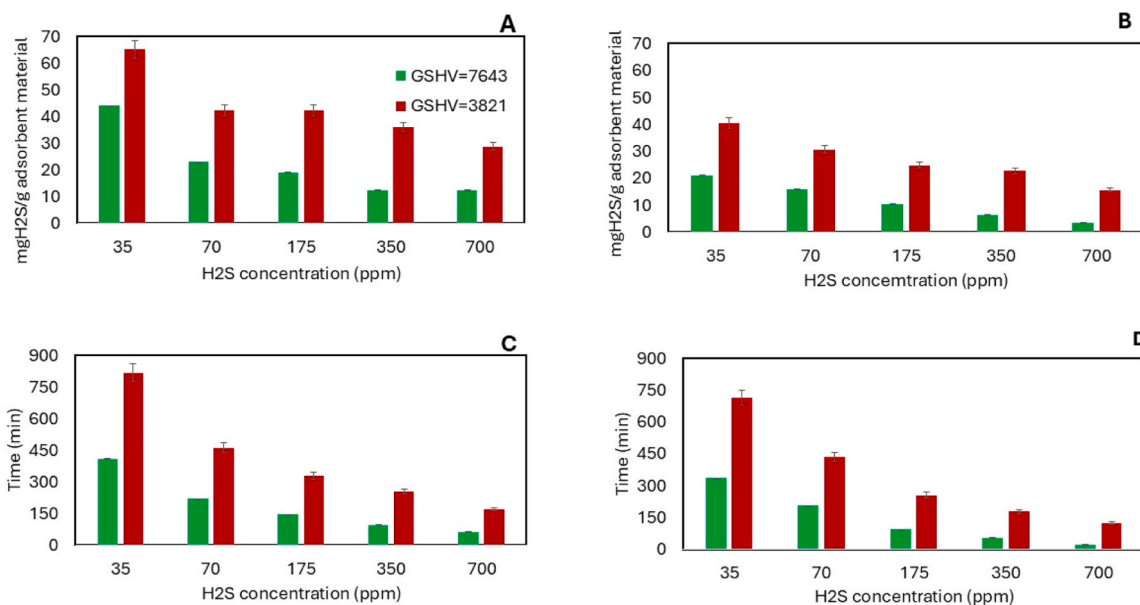 A
mgH2S/g adsorbent material
70
60
50
40
30
20
10
0
GSHV=7643
GSHV=3821
35 70 175 350 700
H2S concentration (ppm)
B
mgH2S/g adsorbent material
70
60
50
40
30
20
10
0
35 70 175 350 700
H2S concemtration (ppm)
C
Time (min)
900
750
600
450
300
150
0
35 70 175 350 700
H2S concentration (ppm)
D
Time (min)
900
750
600
450
300
150
0
35 70 175 350 700
H2S concentration (ppm)